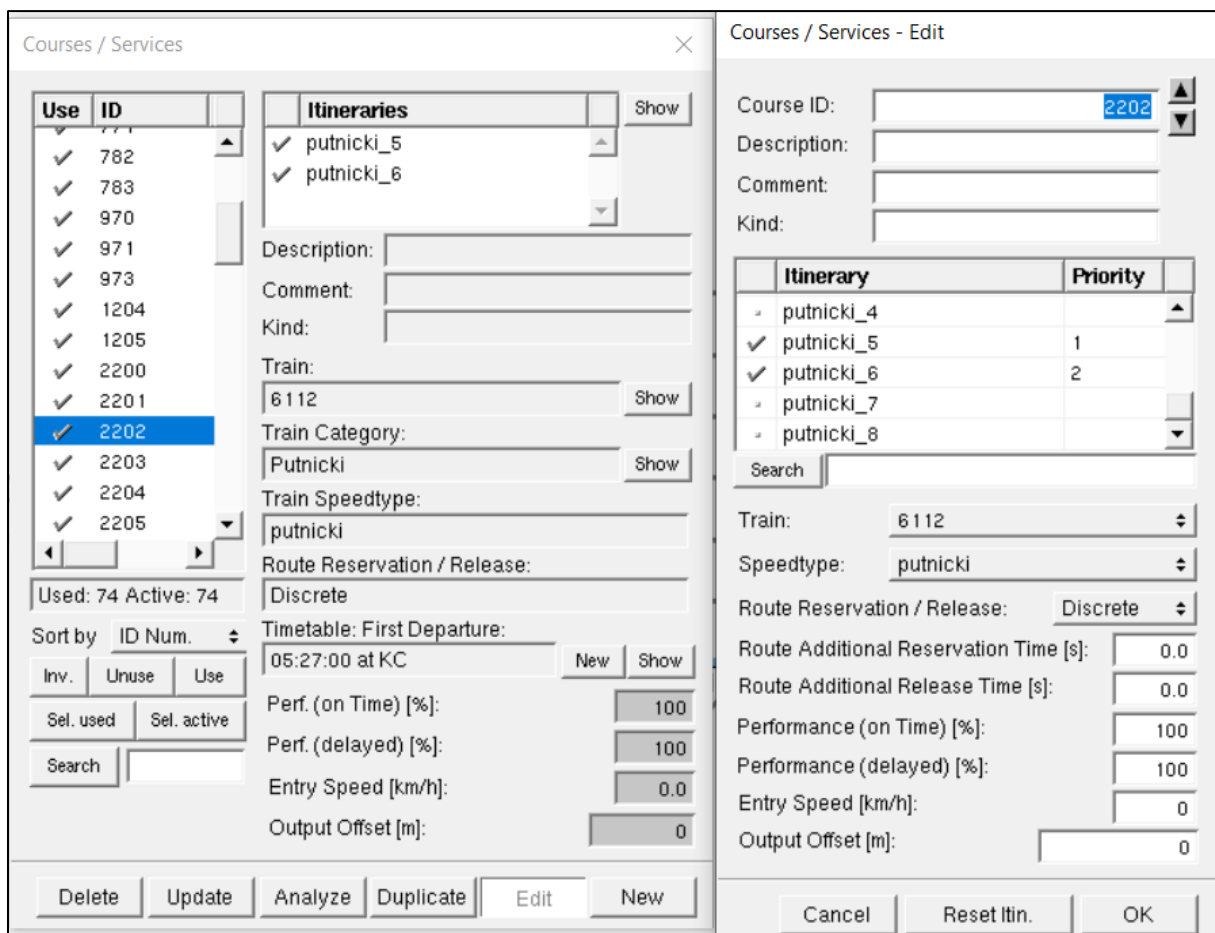 Courses / Services
Use ID
771
782
783
970
971
973
1204
1205
2200
2201
2202
2203
2204
2205
Used: 74 Active: 74
Sort by ID Num.
Inv. Unuse Use
Sel. used Sel. active
Search
Itineraries Show
putnicki_5
putnicki_6
Description:
Comment:
Kind:
Train:
6112 Show
Train Category:
Putnicki Show
Train Speedtype:
putnicki
Route Reservation / Release:
Discrete
Timetable: First Departure:
05:27:00 at KC New Show
Perf. (on Time) [%]: 100
Perf. (delayed) [%]: 100
Entry Speed [km/h]: 0.0
Output Offset [m]: 0
Delete Update Analyze Duplicate Edit New
Courses / Services - Edit
Course ID: 2202
Description:
Comment:
Kind:
Itinerary Priority
putnicki_4
putnicki_5 1
putnicki_6 2
putnicki_7
putnicki_8
Search
Train: 6112
Speedtype: putnicki
Route Reservation / Release: Discrete
Route Additional Reservation Time [s]: 0.0
Route Additional Release Time [s]: 0.0
Performance (on Time) [%]: 100
Performance (delayed) [%]: 100
Entry Speed [km/h]: 0
Output Offset [m]: 0
Cancel Reset Itin. OK